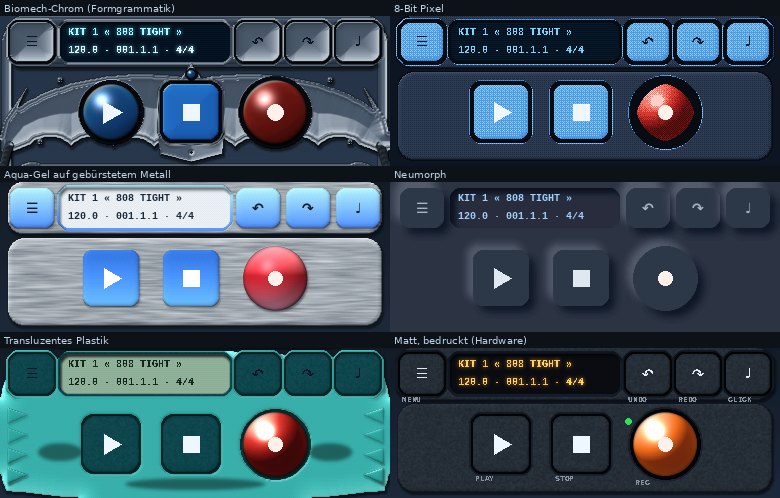 Biomech-Chrom (Formgrammatik)
KIT 1 « 808 TIGHT »
120.0 · 001.1.1 · 4/4
8-Bit Pixel
KIT 1 « 808 TIGHT »
120.0 · 001.1.1 · 4/4
Aqua-Gel auf gebürstetem Metall
KIT 1 « 808 TIGHT »
120.0 · 001.1.1 · 4/4
Neumorph
KIT 1 « 808 TIGHT »
120.0 · 001.1.1 · 4/4
Transluzentes Plastik
KIT 1 « 808 TIGHT »
120.0 · 001.1.1 · 4/4
Matt, bedruckt (Hardware)
KIT 1 « 808 TIGHT »
120.0 · 001.1.1 · 4/4
MENU UNDO REDO CLICK
PLAY STOP REC